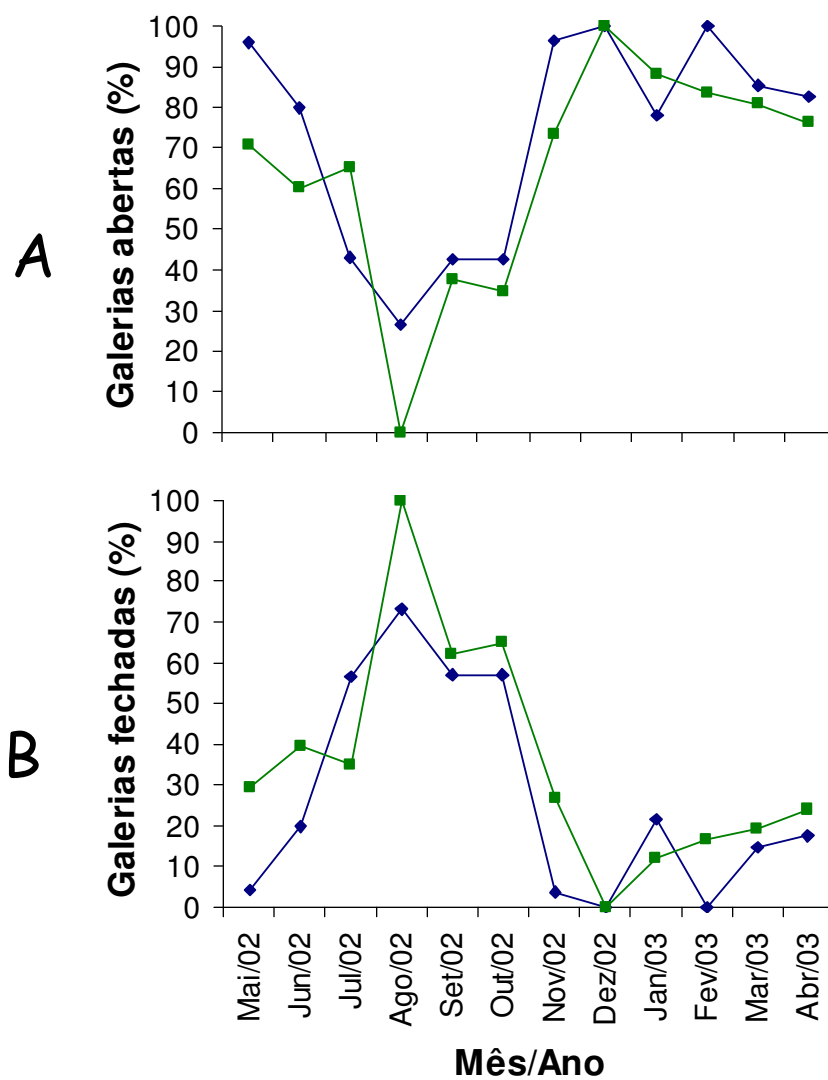 A
Galerias abertas (%)
100
90
80
70
60
50
40
30
20
10
0
B
Galerias fechadas (%)
100
90
80
70
60
50
40
30
20
10
0
Mai/02
Jun/02
Jul/02
Ago/02
Set/02
Out/02
Nov/02
Dez/02
Jan/03
Fev/03
Mar/03
Abr/03
Mês/Ano